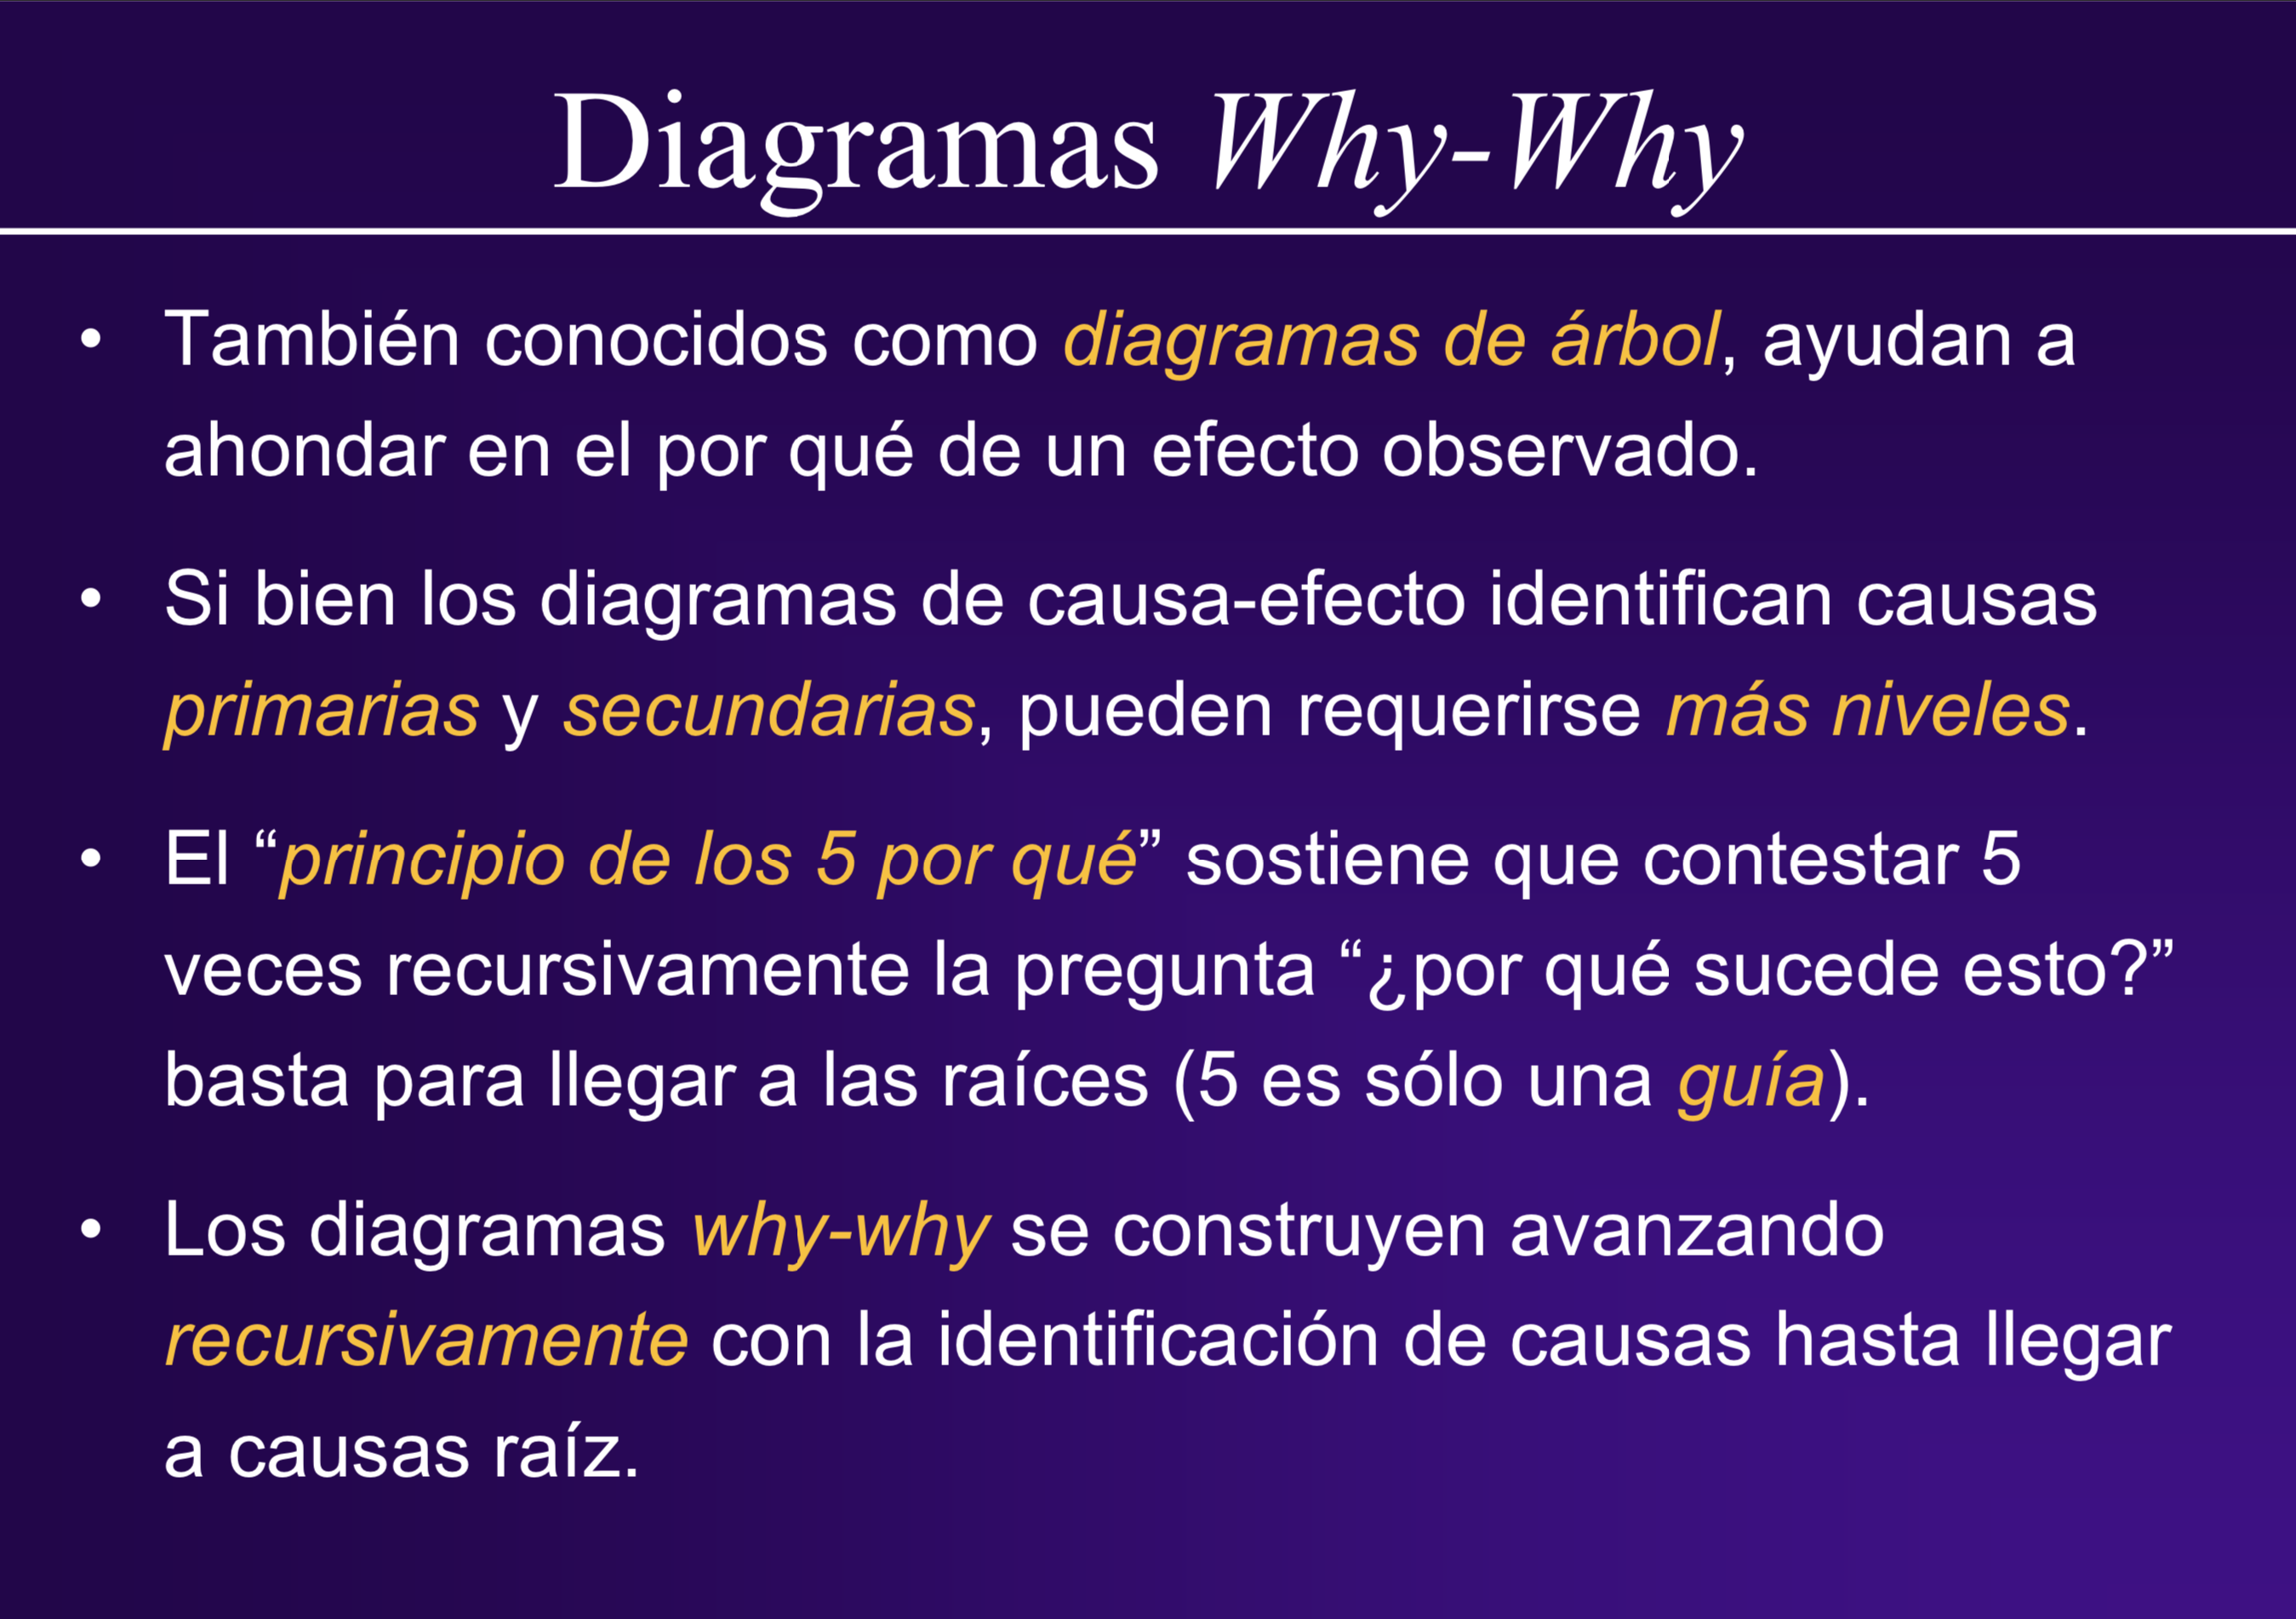 Diagramas Why-Why
• También conocidos como diagramas de árbol, ayudan a
ahondar en el por qué de un efecto observado.
• Si bien los diagramas de causa-efecto identifican causas
primarias y secundarias, pueden requerirse más niveles.
• El “principio de los 5 por qué” sostiene que contestar 5
veces recursivamente la pregunta “¿por qué sucede esto?”
basta para llegar a las raíces (5 es sólo una guía).
• Los diagramas why-why se construyen avanzando
recursivamente con la identificación de causas hasta llegar
a causas raíz.